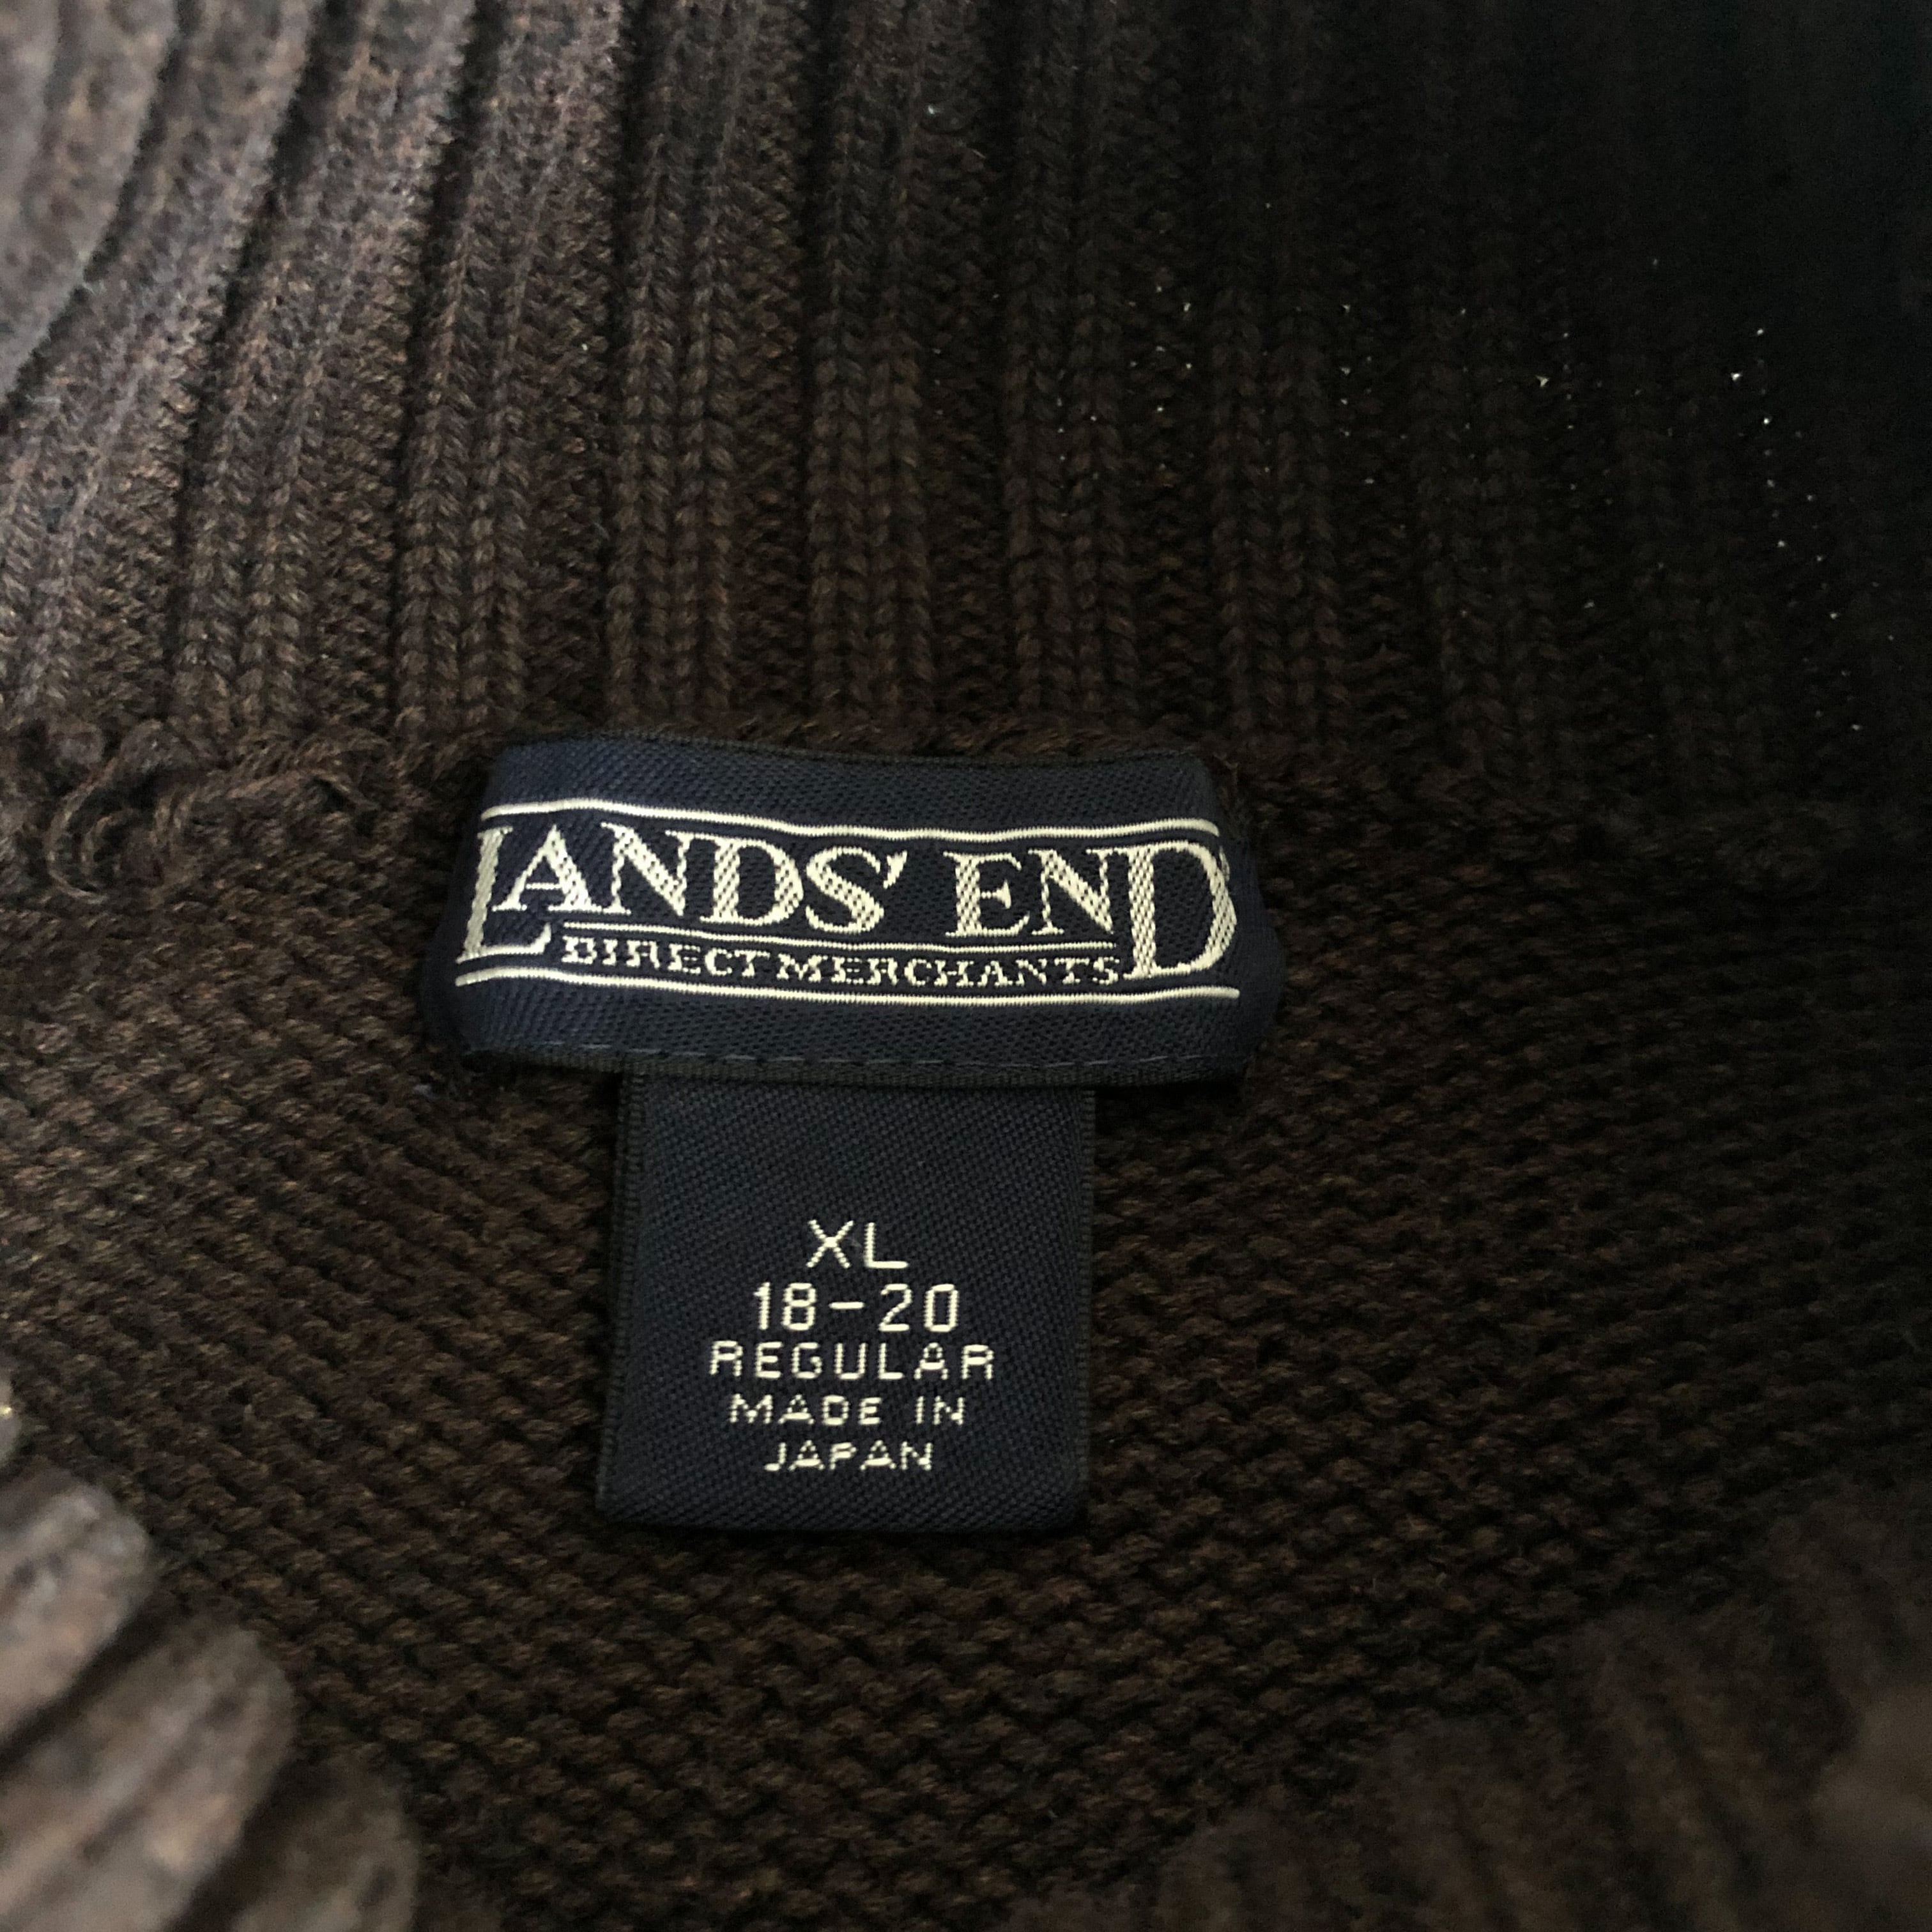 LANDS' END
DIRECT MERCHANTS
XL
18-20
REGULAR
MADE IN
JAPAN